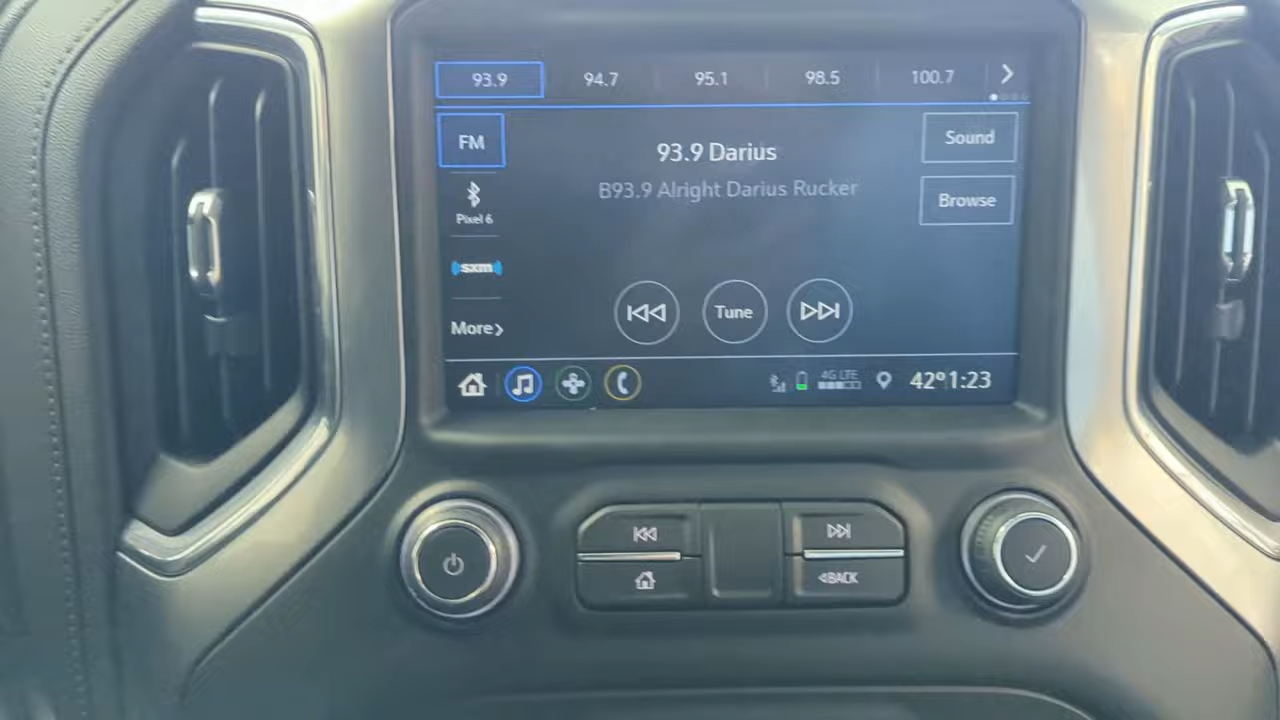 93.9 94.7 95.1 98.5 100.7
FM
93.9 Darius
Sound
B93.9 Alright Darius Rucker
Browse
Pixel 6
sxm
Tune
More
4G LTE
42° 1:23
BACK